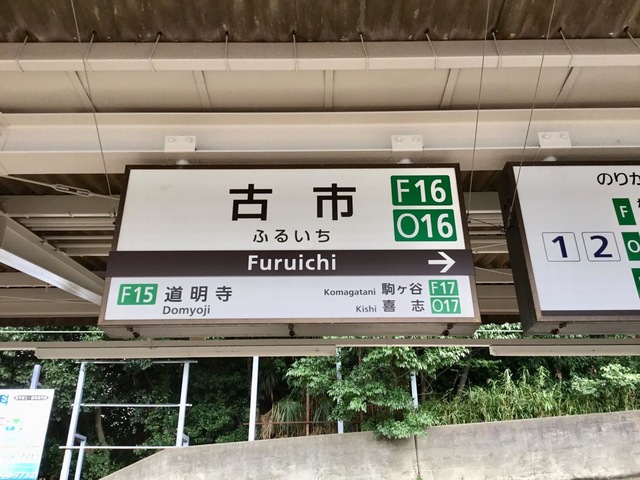 古市 F16
O16
ふるいち
Furuichi →
F15 道明寺
Domyoji
Komagatani 駒ヶ谷 F17
Kishi 喜志 O17
のりか
F
1 2